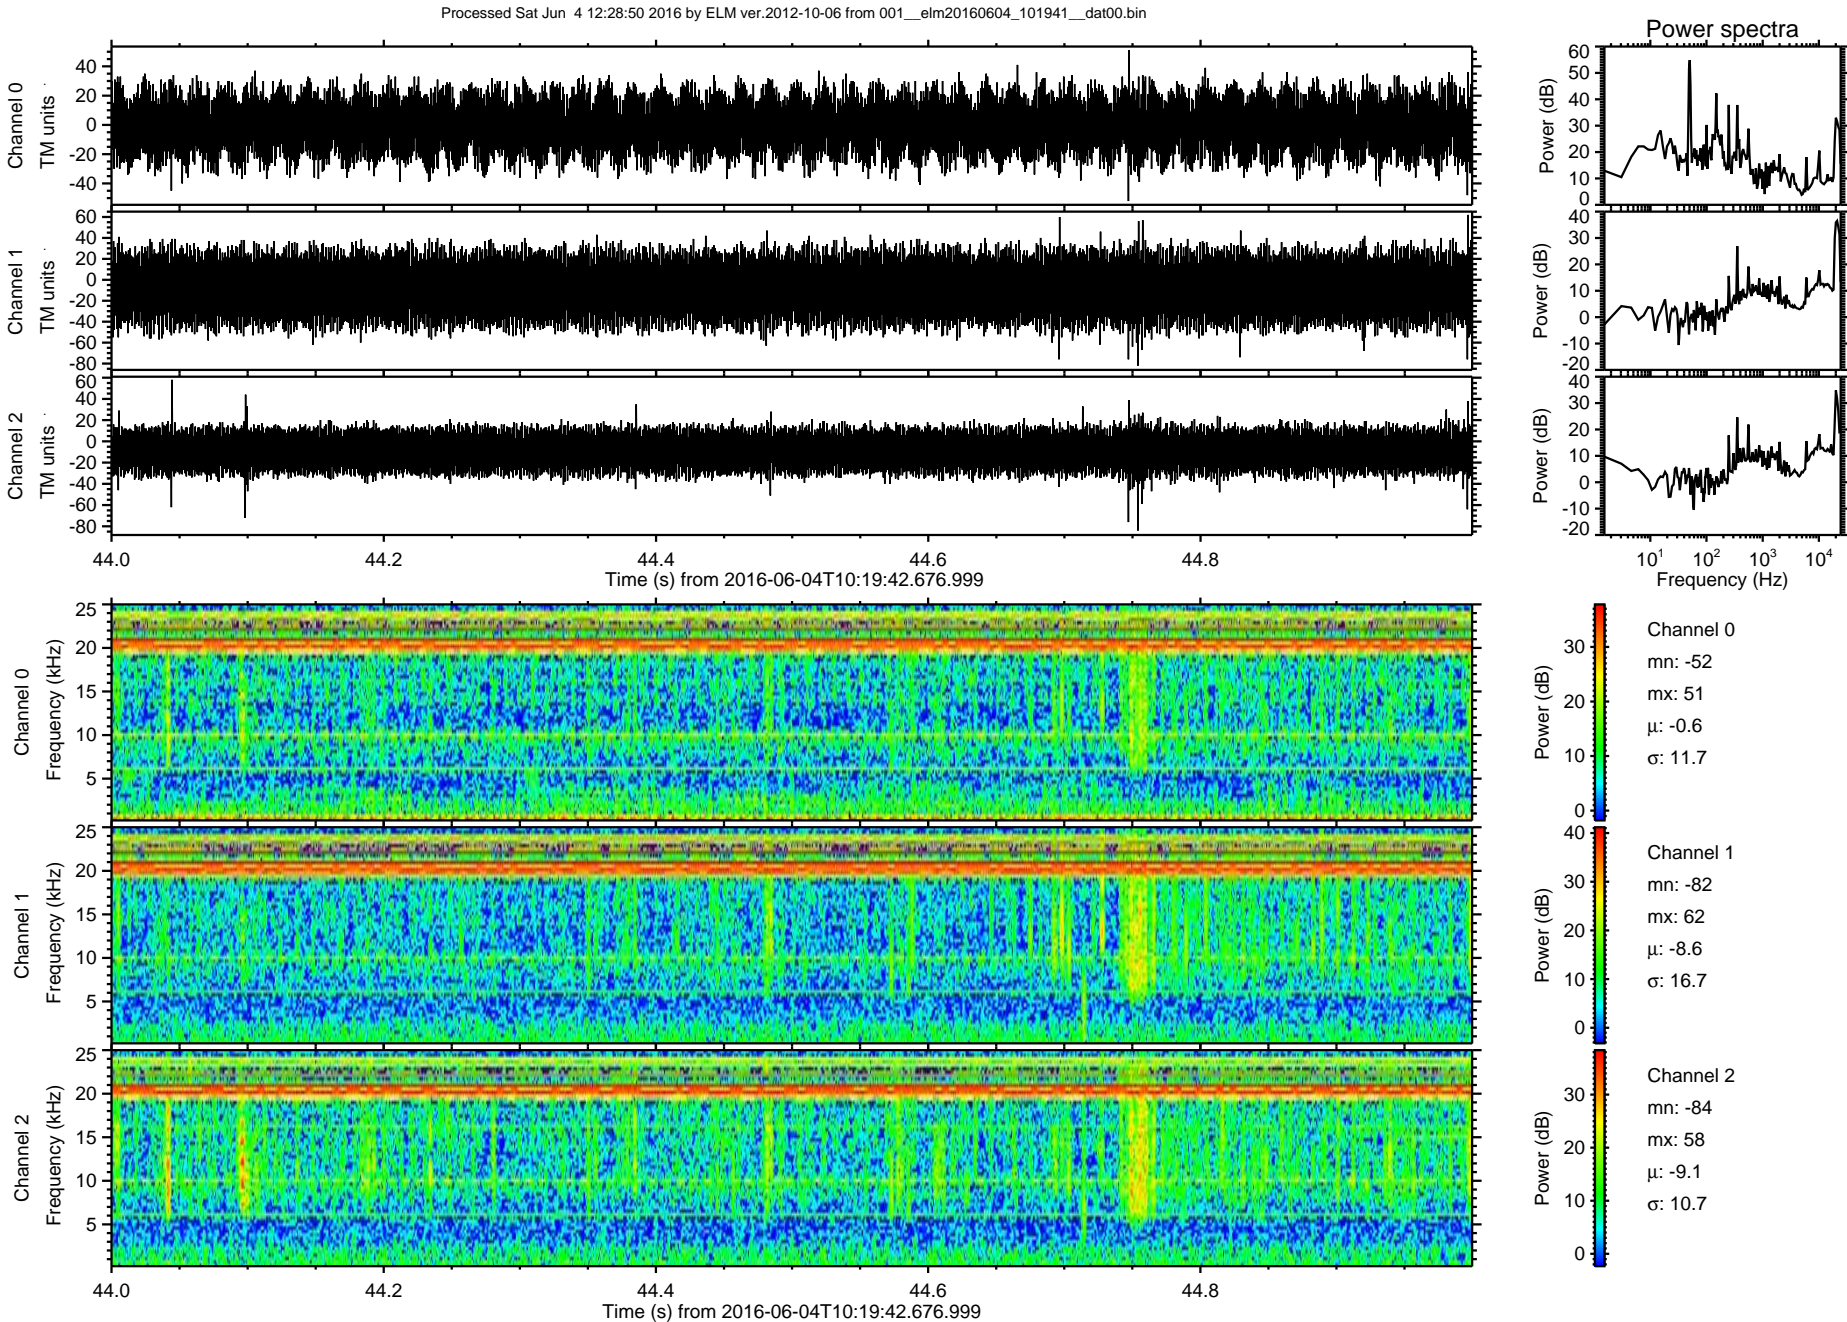 Processed Sat Jun  4 12:28:50 2016 by ELM ver.2012-10-06 from 001__elm20160604_101941__dat00.bin
Power spectra
Channel 0
TM units
40
20
0
-20
-40
Power (dB)
60
50
40
30
20
10
0
Channel 1
TM units
60
40
20
0
-20
-40
-60
-80
Power (dB)
40
30
20
10
0
-10
-20
Channel 2
TM units
60
40
20
0
-20
-40
-60
-80
Power (dB)
40
30
20
10
0
-10
-20
44.0 44.2 44.4 44.6 44.8
Time (s) from 2016-06-04T10:19:42.676.999
10^1 10^2 10^3 10^4
Frequency (Hz)
Channel 0
Frequency (kHz)
25
20
15
10
5
Power (dB)
30
20
10
0
Channel 0
mn: -52
mx: 51
μ: -0.6
σ: 11.7
Channel 1
Frequency (kHz)
25
20
15
10
5
Power (dB)
40
30
20
10
0
Channel 1
mn: -82
mx: 62
μ: -8.6
σ: 16.7
Channel 2
Frequency (kHz)
25
20
15
10
5
Power (dB)
30
20
10
0
Channel 2
mn: -84
mx: 58
μ: -9.1
σ: 10.7
44.0 44.2 44.4 44.6 44.8
Time (s) from 2016-06-04T10:19:42.676.999